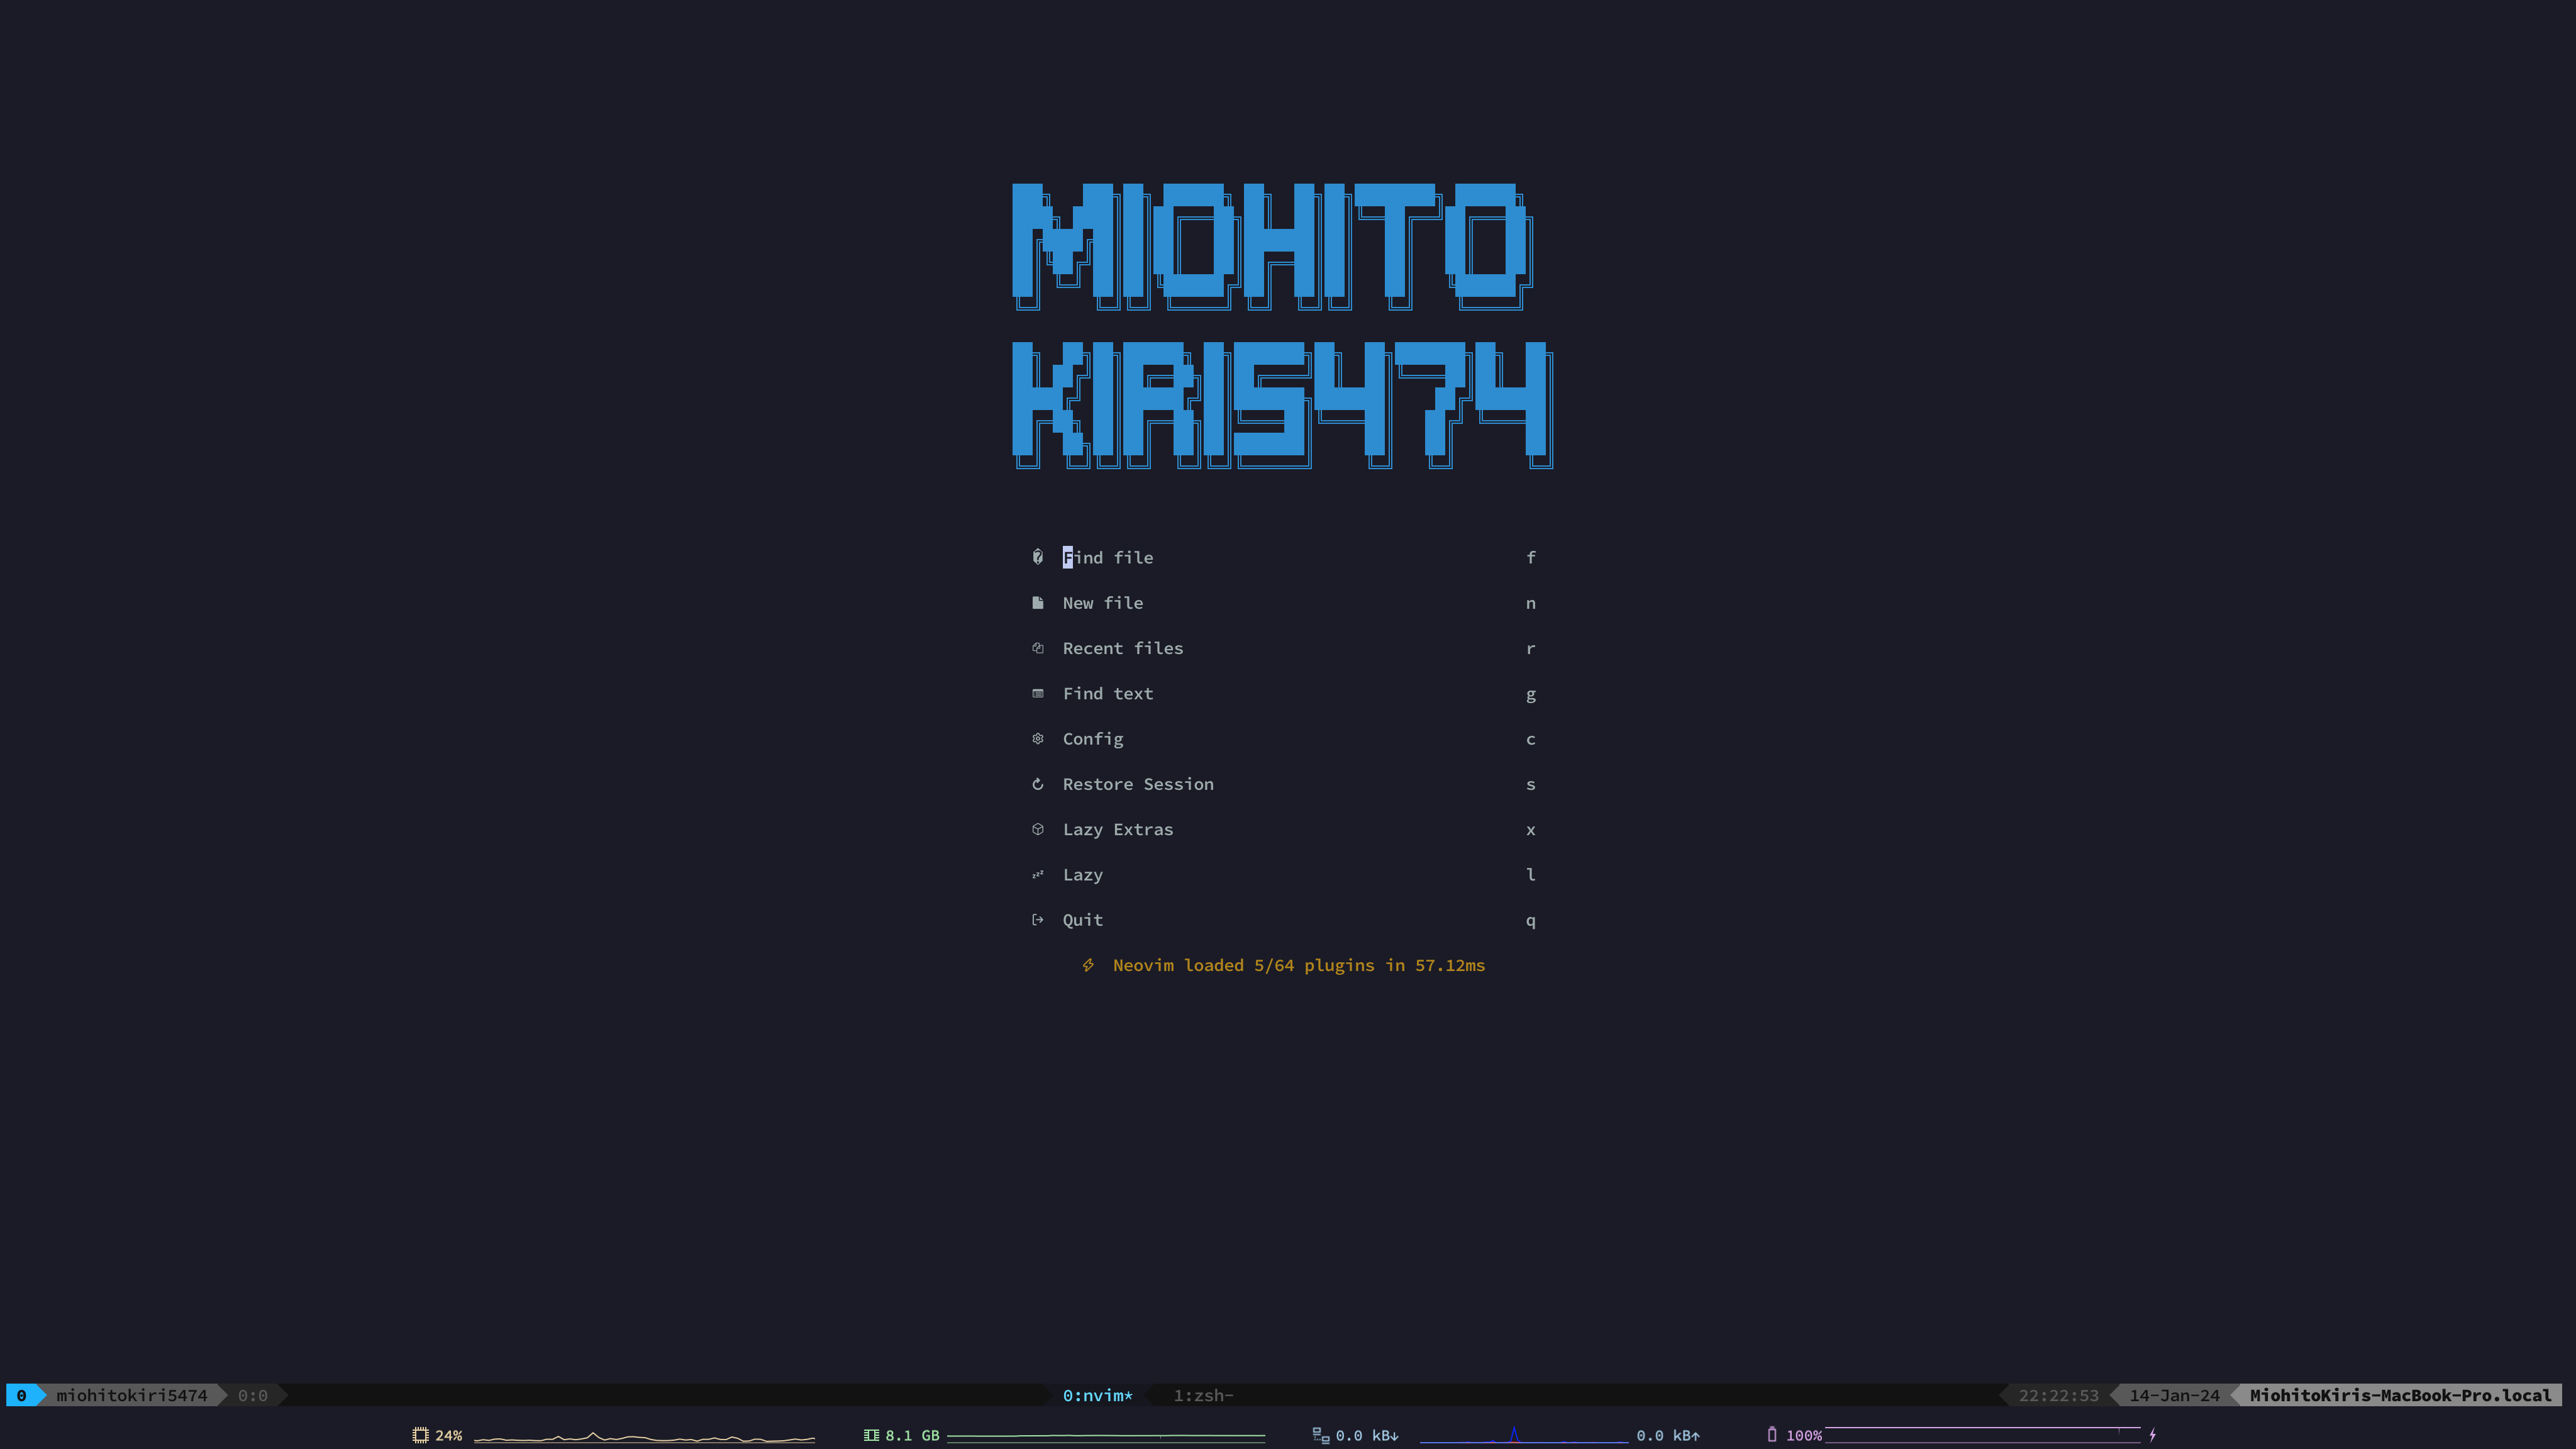 MIOHITO
KIRI5474
Find file f
New file n
Recent files r
Find text g
Config c
Restore Session s
Lazy Extras x
zzz Lazy l
Quit q
Neovim loaded 5/64 plugins in 57.12ms
0 miohitokiri5474 0:0 0:nvim* 1:zsh- 22:22:53 14-Jan-24 MiohitoKiris-MacBook-Pro.local
24% 8.1 GB 0.0 kB↓ 0.0 kB↑ 100%